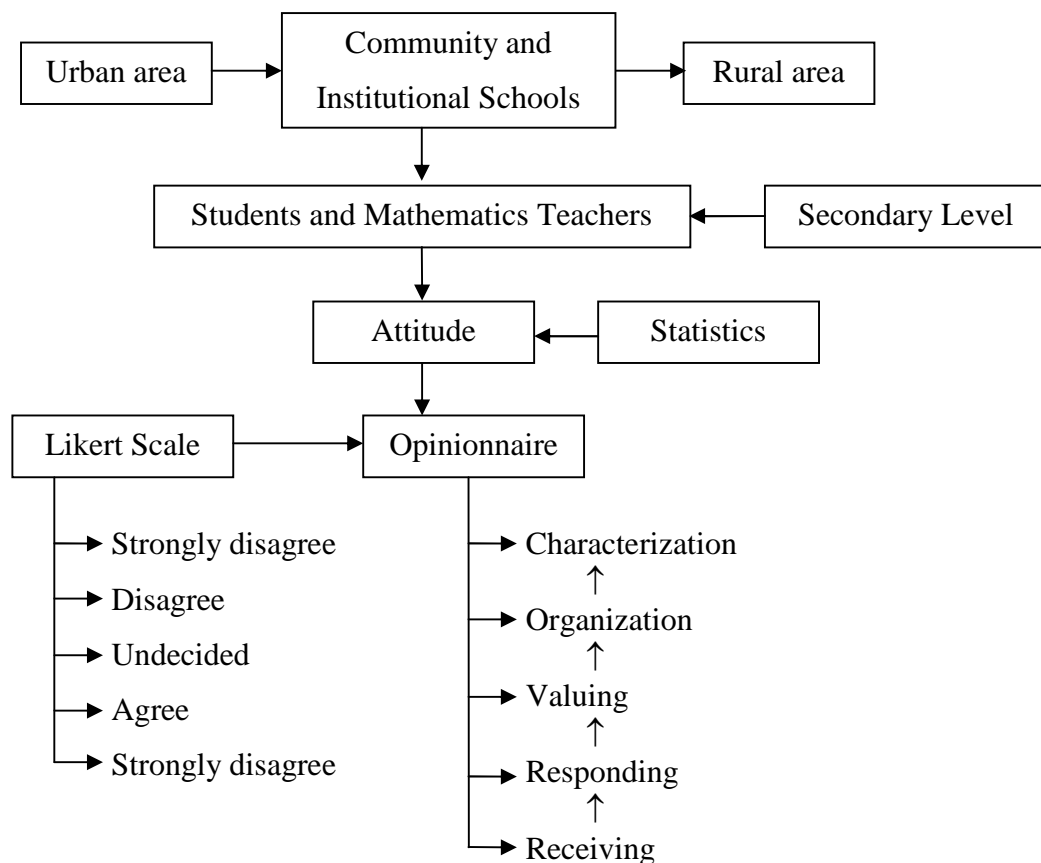 Urban area
Community and
Institutional Schools
Rural area
Students and Mathematics Teachers
Secondary Level
Attitude
Statistics
Likert Scale
Opinionnaire
Strongly disagree
Disagree
Undecided
Agree
Strongly disagree
Characterization
Organization
Valuing
Responding
Receiving